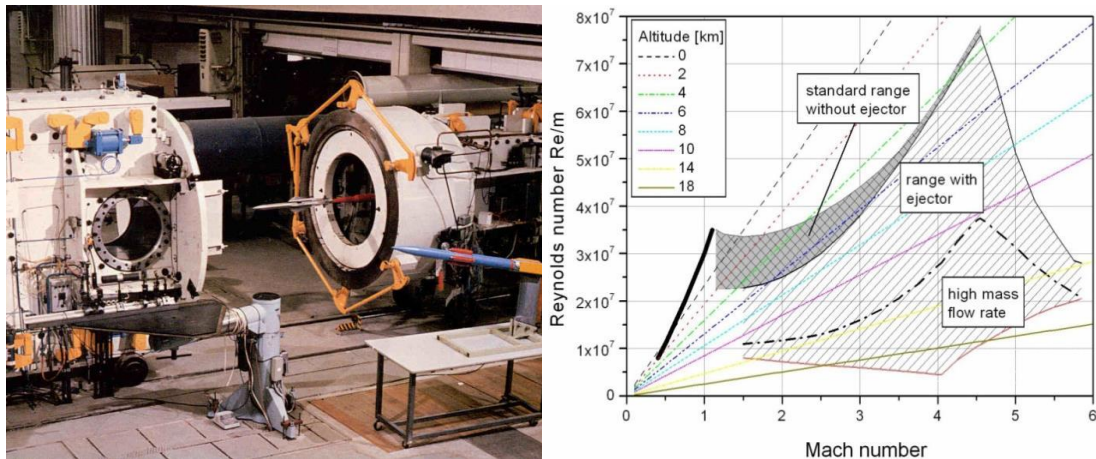 8x10⁷
7x10⁷
6x10⁷
5x10⁷
4x10⁷
3x10⁷
2x10⁷
1x10⁷
0
Reynolds number Re/m
Altitude [km]
0
2
4
6
8
10
14
18
standard range
without ejector
range with
ejector
high mass
flow rate
0 1 2 3 4 5 6
Mach number